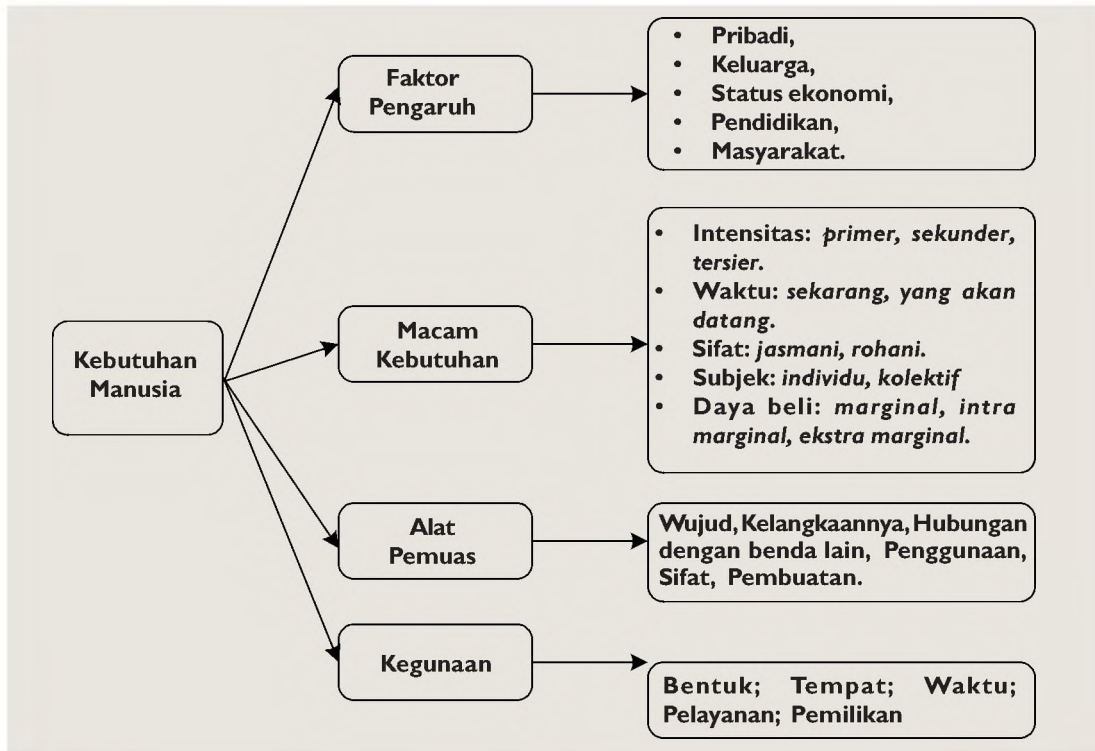 Kebutuhan
Manusia
Faktor
Pengaruh
• Pribadi,
• Keluarga,
• Status ekonomi,
• Pendidikan,
• Masyarakat.
Macam
Kebutuhan
• Intensitas: primer, sekunder,
tersier.
• Waktu: sekarang, yang akan
datang.
• Sifat: jasmani, rohani.
• Subjek: individu, kolektif
• Daya beli: marginal, intra
marginal, ekstra marginal.
Alat
Pemuas
Wujud, Kelangkaannya, Hubungan
dengan benda lain, Penggunaan,
Sifat, Pembuatan.
Kegunaan
Bentuk; Tempat; Waktu;
Pelayanan; Pemilikan